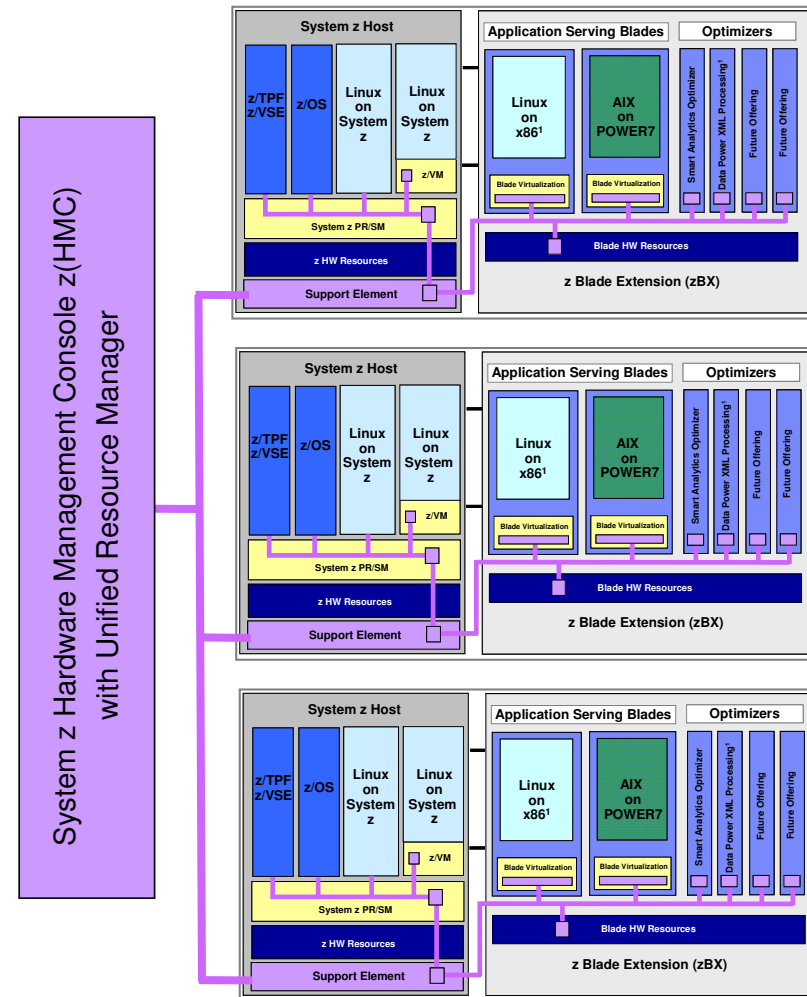 System z Hardware Management Console z(HMC)
with Unified Resource Manager
System z Host
z/TPF
z/VSE
z/OS
Linux
on
System
z
Linux
on
System
z
z/VM
System z PR/SM
z HW Resources
Support Element
Application Serving Blades
Optimizers
Linux
on
x86¹
AIX
on
POWER7
Blade Virtualization
Blade Virtualization
Smart Analytics Optimizer
Data Power XML Processing¹
Future Offering
Future Offering
Blade HW Resources
z Blade Extension (zBX)
System z Host
z/TPF
z/VSE
z/OS
Linux
on
System
z
Linux
on
System
z
z/VM
System z PR/SM
z HW Resources
Support Element
Application Serving Blades
Optimizers
Linux
on
x86¹
AIX
on
POWER7
Blade Virtualization
Blade Virtualization
Smart Analytics Optimizer
Data Power XML Processing¹
Future Offering
Future Offering
Blade HW Resources
z Blade Extension (zBX)
System z Host
z/TPF
z/VSE
z/OS
Linux
on
System
z
Linux
on
System
z
z/VM
System z PR/SM
z HW Resources
Support Element
Application Serving Blades
Optimizers
Linux
on
x86¹
AIX
on
POWER7
Blade Virtualization
Blade Virtualization
Smart Analytics Optimizer
Data Power XML Processing¹
Future Offering
Future Offering
Blade HW Resources
z Blade Extension (zBX)